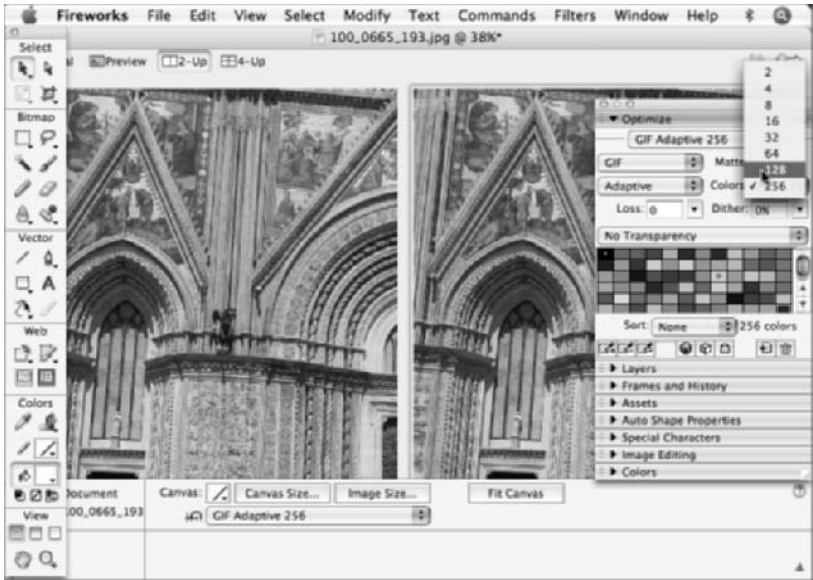 Fireworks File Edit View Select Modify Text Commands Filters Window Help
100_0665_193.jpg @ 38%*
Select
Preview 2-Up 4-Up
2
4
8
16
32
64
128
256
Optimize
GIF Adaptive 256
GIF Matte
Adaptive Colors
Loss: 0 Dither: 0%
No Transparency
Sort: None 256 colors
Layers
Frames and History
Assets
Auto Shape Properties
Special Characters
Image Editing
Colors
Bitmap
Vector
A
Web
Colors
View
Document
100_0665_193
Canvas: Canvas Size... Image Size... Fit Canvas
GIF Adaptive 256